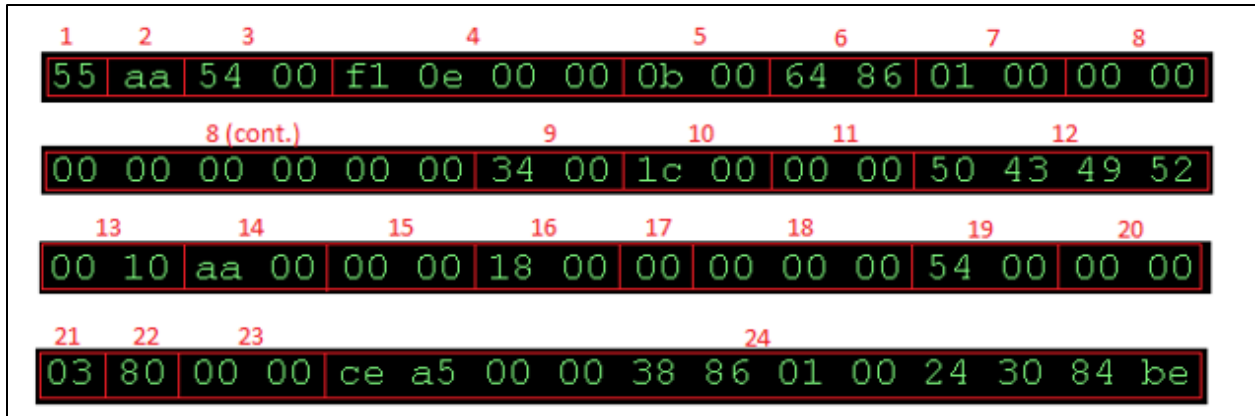 1 2 3 4 5 6 7 8
55 aa 54 00 f1 0e 00 00 0b 00 64 86 01 00 00 00
8 (cont.) 9 10 11 12
00 00 00 00 00 00 34 00 1c 00 00 00 50 43 49 52
13 14 15 16 17 18 19 20
00 10 aa 00 00 00 18 00 00 00 00 00 54 00 00 00
21 22 23 24
03 80 00 00 ce a5 00 00 38 86 01 00 24 30 84 be